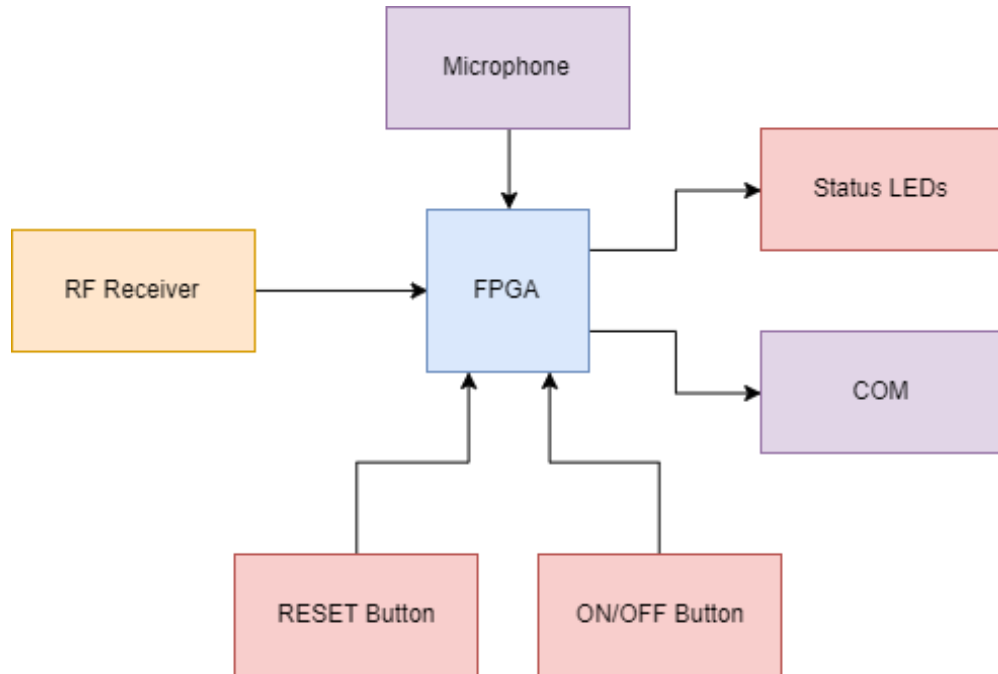 Microphone
Status LEDs
RF Receiver
FPGA
COM
RESET Button
ON/OFF Button